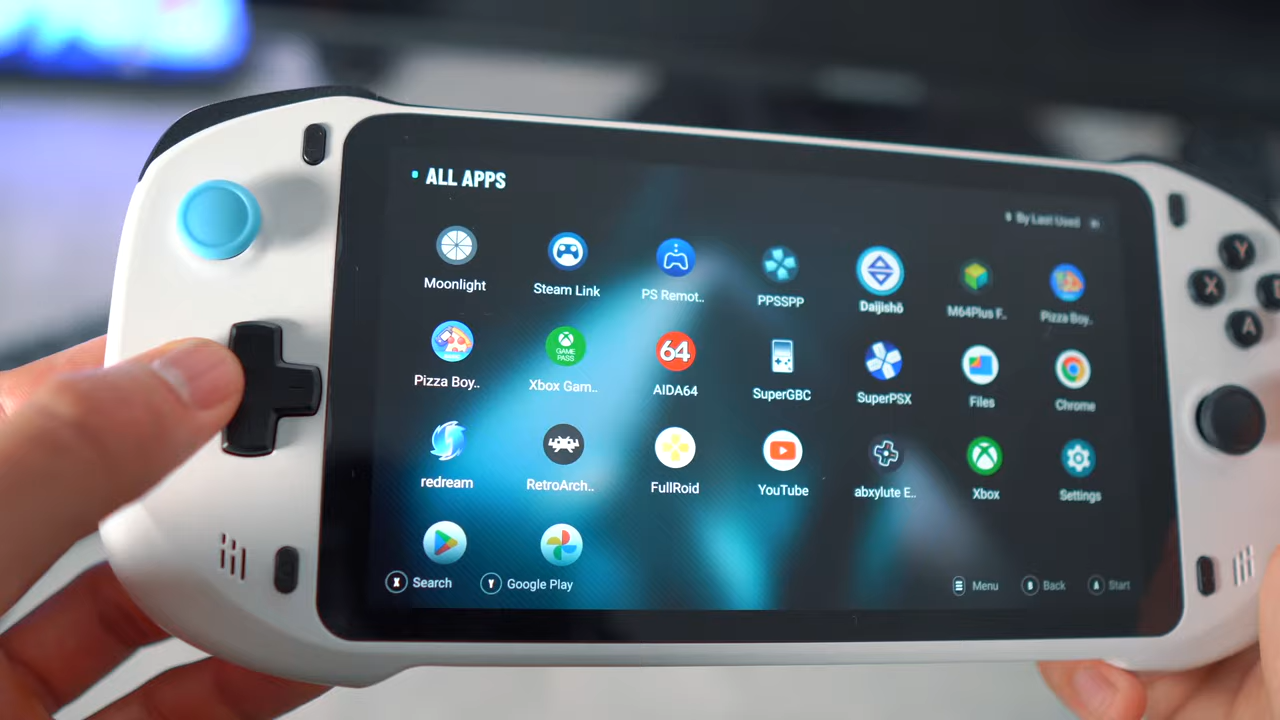 ALL APPS
By Last Used
Moonlight
Steam Link
PS Remot..
PPSSPP
Daijishō
M64Plus F..
Pizza Boy..
Pizza Boy..
GAME PASS
Xbox Gam..
64
AIDA64
SuperGBC
SuperPSX
Files
Chrome
redream
RetroArch..
FullRoid
YouTube
abxylute E..
Xbox
Settings
X Search
Y Google Play
Menu
B Back
A Start
Y
X
A